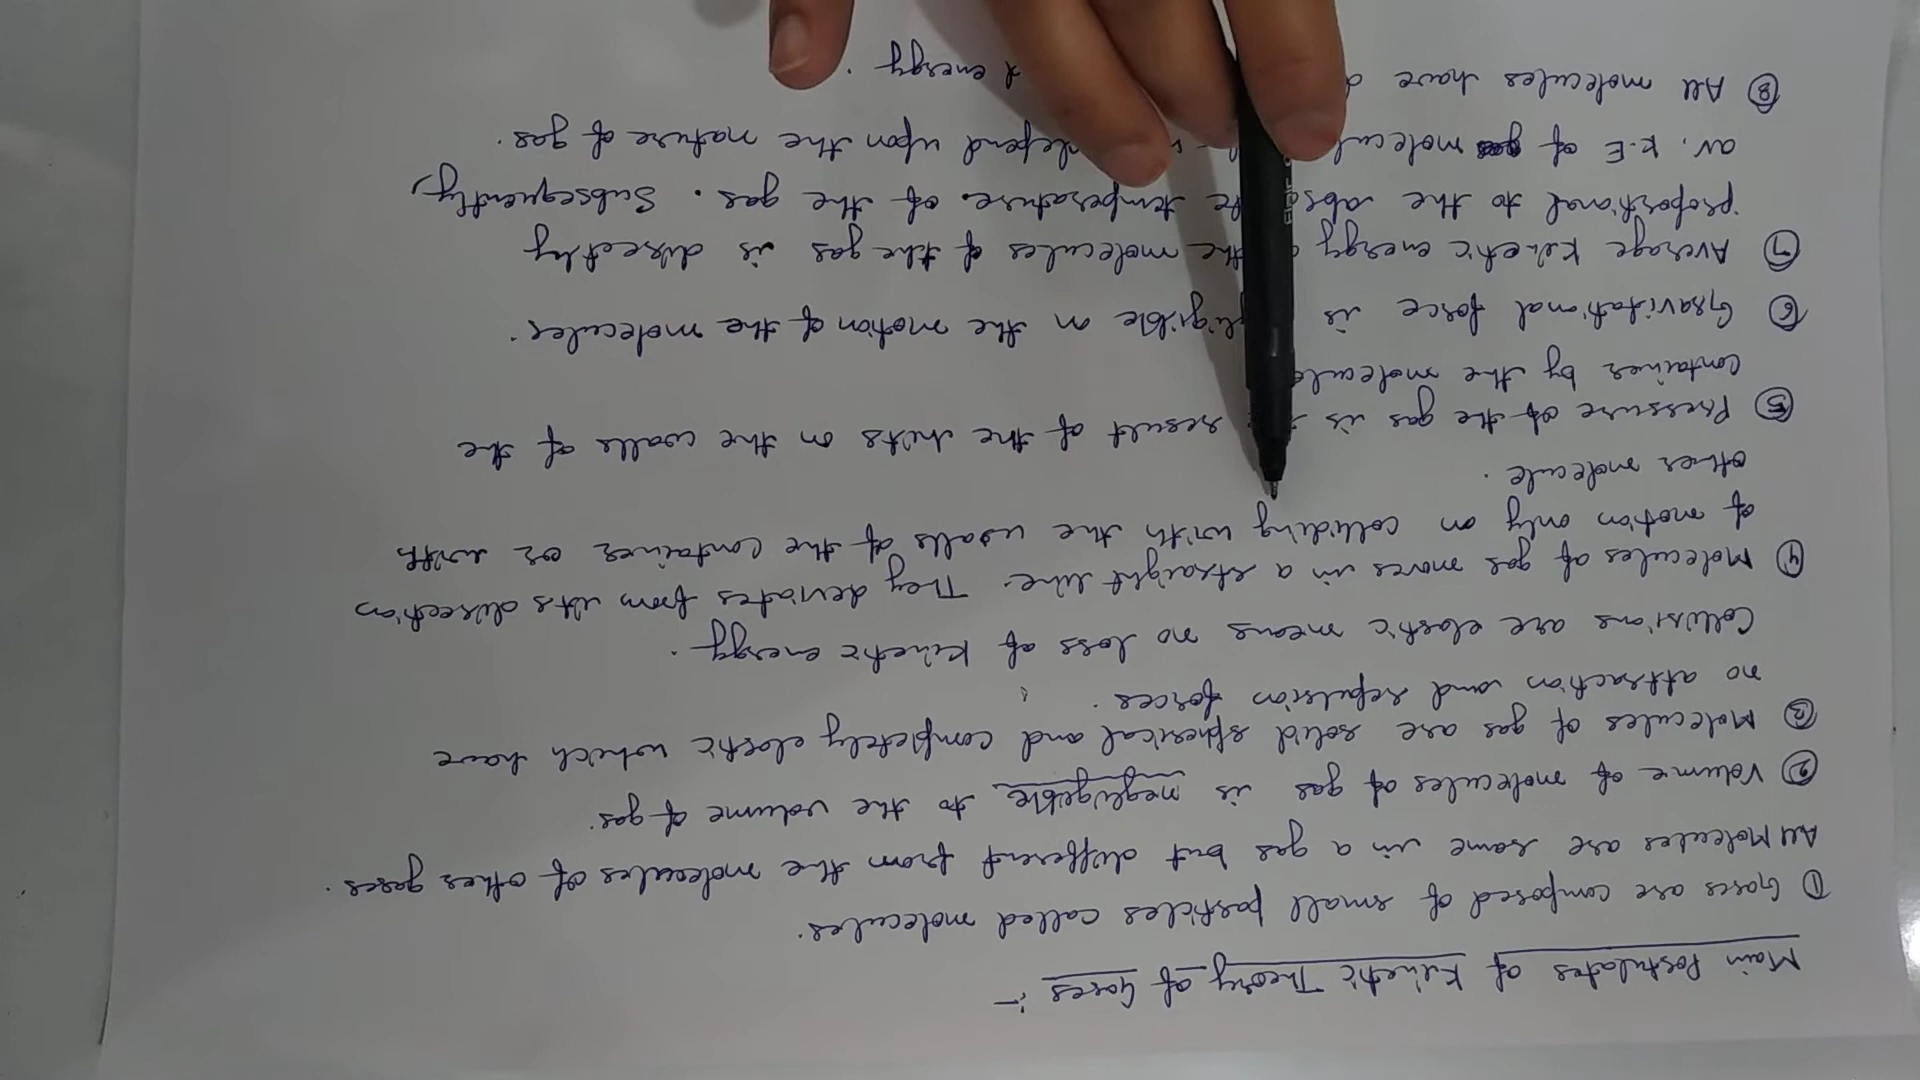 Main Postulates of Kinetic Theory of Gases :-
① Gases are composed of small particles called molecules.
All Molecules are same in a gas but different from the molecules of other gases.
② Volume of molecules of gas is negligible to the volume of gas.
③ Molecules of gas are solid spherical and completely elastic which have
no attraction and repulsion forces.
Collisions are elastic means no loss of kinetic energy.
④ Molecules of gas moves in a straight line. They deviates from its direction
of motion only on colliding with the walls of the container or with
other molecule.
⑤ Pressure of the gas is result of the hits on the walls of the
container by the
⑥ Gravitational force is on the motion of the molecules.
⑦ Average kinetic energy the molecules of the gas is directly
proportional to the temperature of the gas. Subsequently,
av. K.E of upon the nature of gas.
⑧ All molecules have energy.